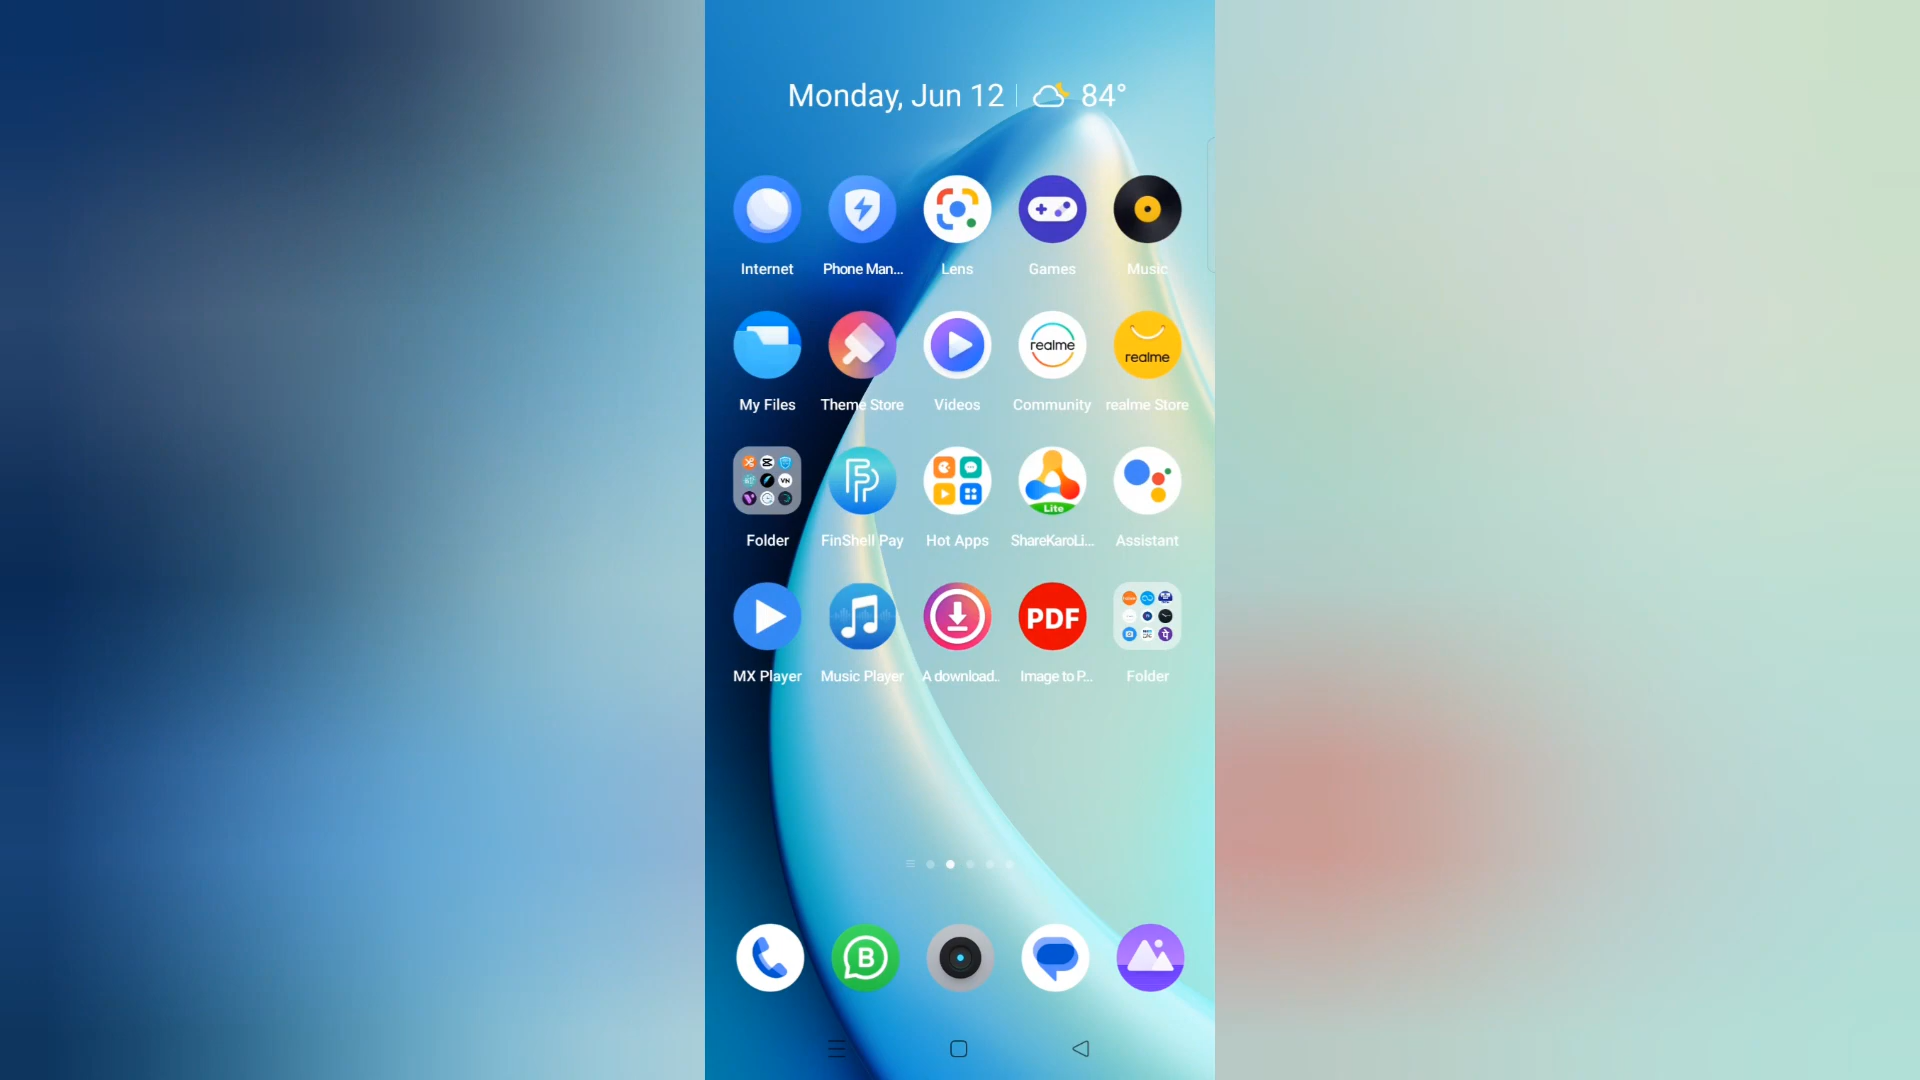 Monday, Jun 12 84°
Internet Phone Man... Lens Games Music
realme realme
My Files Theme Store Videos Community realme Store
VN Lite
Folder FinShell Pay Hot Apps ShareKaroLi... Assistant
PDF
MX Player Music Player A download.. Image to P... Folder
B